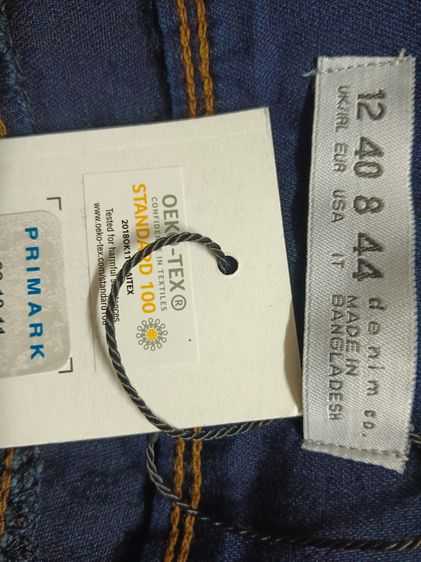 12 40 8 44 denim co.
UK/IRL EUR USA IT MADE IN
BANGLADESH
OEKO-TEX®
CONFIDENCE IN TEXTILES
STANDARD 100
Tested for harmful substances.
www.oeko-tex.com/standard100
PRIMARK